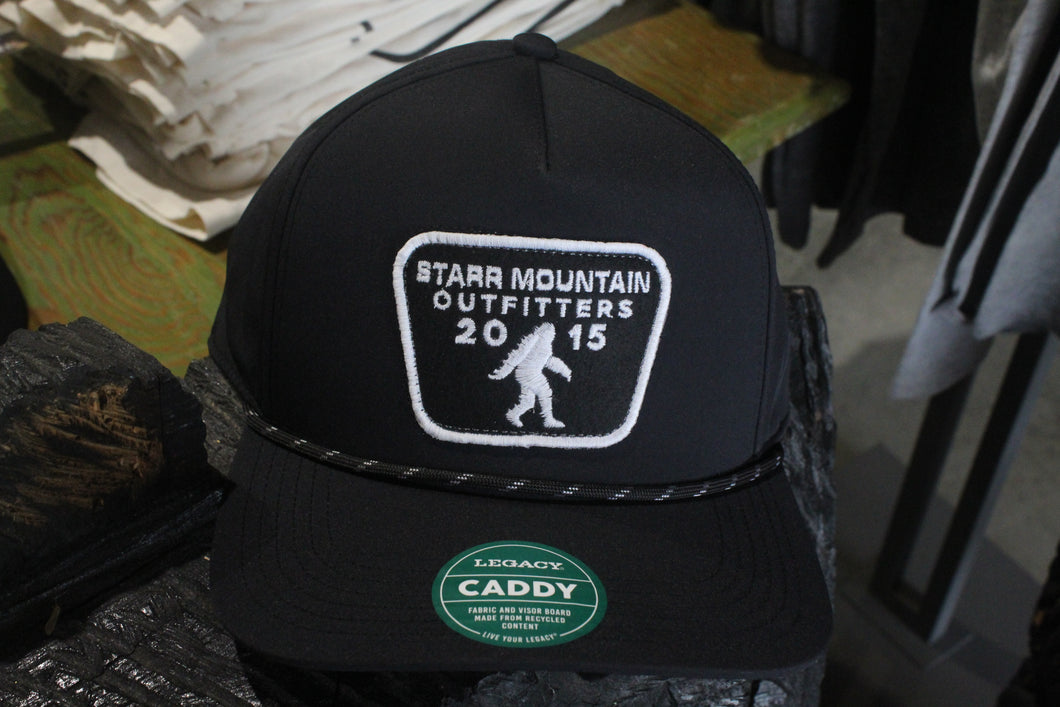 STARR MOUNTAIN
OUTFITTERS
20 15
LEGACY®
CADDY
FABRIC AND VISOR BOARD
MADE FROM RECYCLED
CONTENT
LIVE YOUR LEGACY®